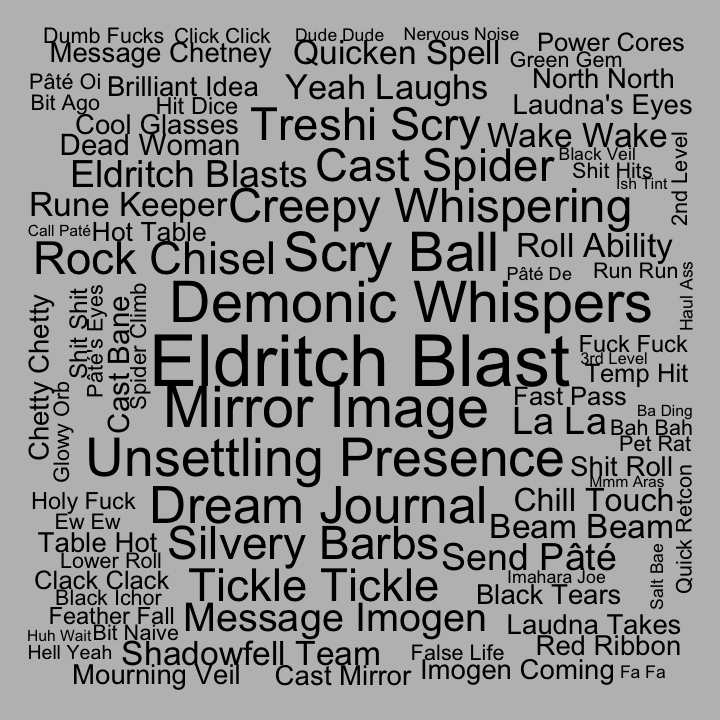 Dumb Fucks
Click Click
Dude Dude
Nervous Noise
Message Chetney
Quicken Spell
Power Cores
Green Gem
Pâté Oi
Brilliant Idea
Yeah Laughs
North North
Bit Ago
Hit Dice
Laudna's Eyes
Cool Glasses
Treshi Scry
Wake Wake
Dead Woman
Black Veil
Eldritch Blasts
Cast Spider
Shit Hits
Ish Tint
2nd Level
Rune Keeper
Creepy Whispering
Call Paté
Hot Table
Rock Chisel
Scry Ball
Roll Ability
Pâté De
Run Run
Haul Ass
Demonic Whispers
Chetty Chetty
Shit Shit
Pâté's Eyes
Cast Bane
Spider Climb
Eldritch Blast
Fuck Fuck
3rd Level
Temp Hit
Glowy Orb
Mirror Image
Fast Pass
La La
Ba Ding
Bah Bah
Pet Rat
Unsettling Presence
Shit Roll
Mmm Aras
Quick Retcon
Holy Fuck
Dream Journal
Chill Touch
Ew Ew
Beam Beam
Table Hot
Silvery Barbs
Send Pâté
Lower Roll
Salt Bae
Clack Clack
Tickle Tickle
Imahara Joe
Black Ichor
Black Tears
Feather Fall
Message Imogen
Laudna Takes
Huh Wait
Bit Naive
Red Ribbon
Hell Yeah
Shadowfell Team
False Life
Mourning Veil
Cast Mirror
Imogen Coming
Fa Fa